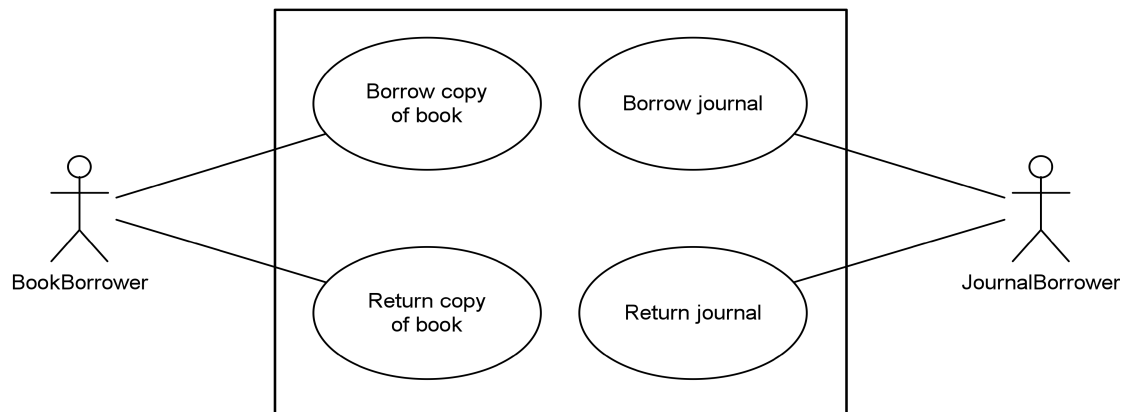 Borrow copy
of book
Borrow journal
BookBorrower
JournalBorrower
Return copy
of book
Return journal